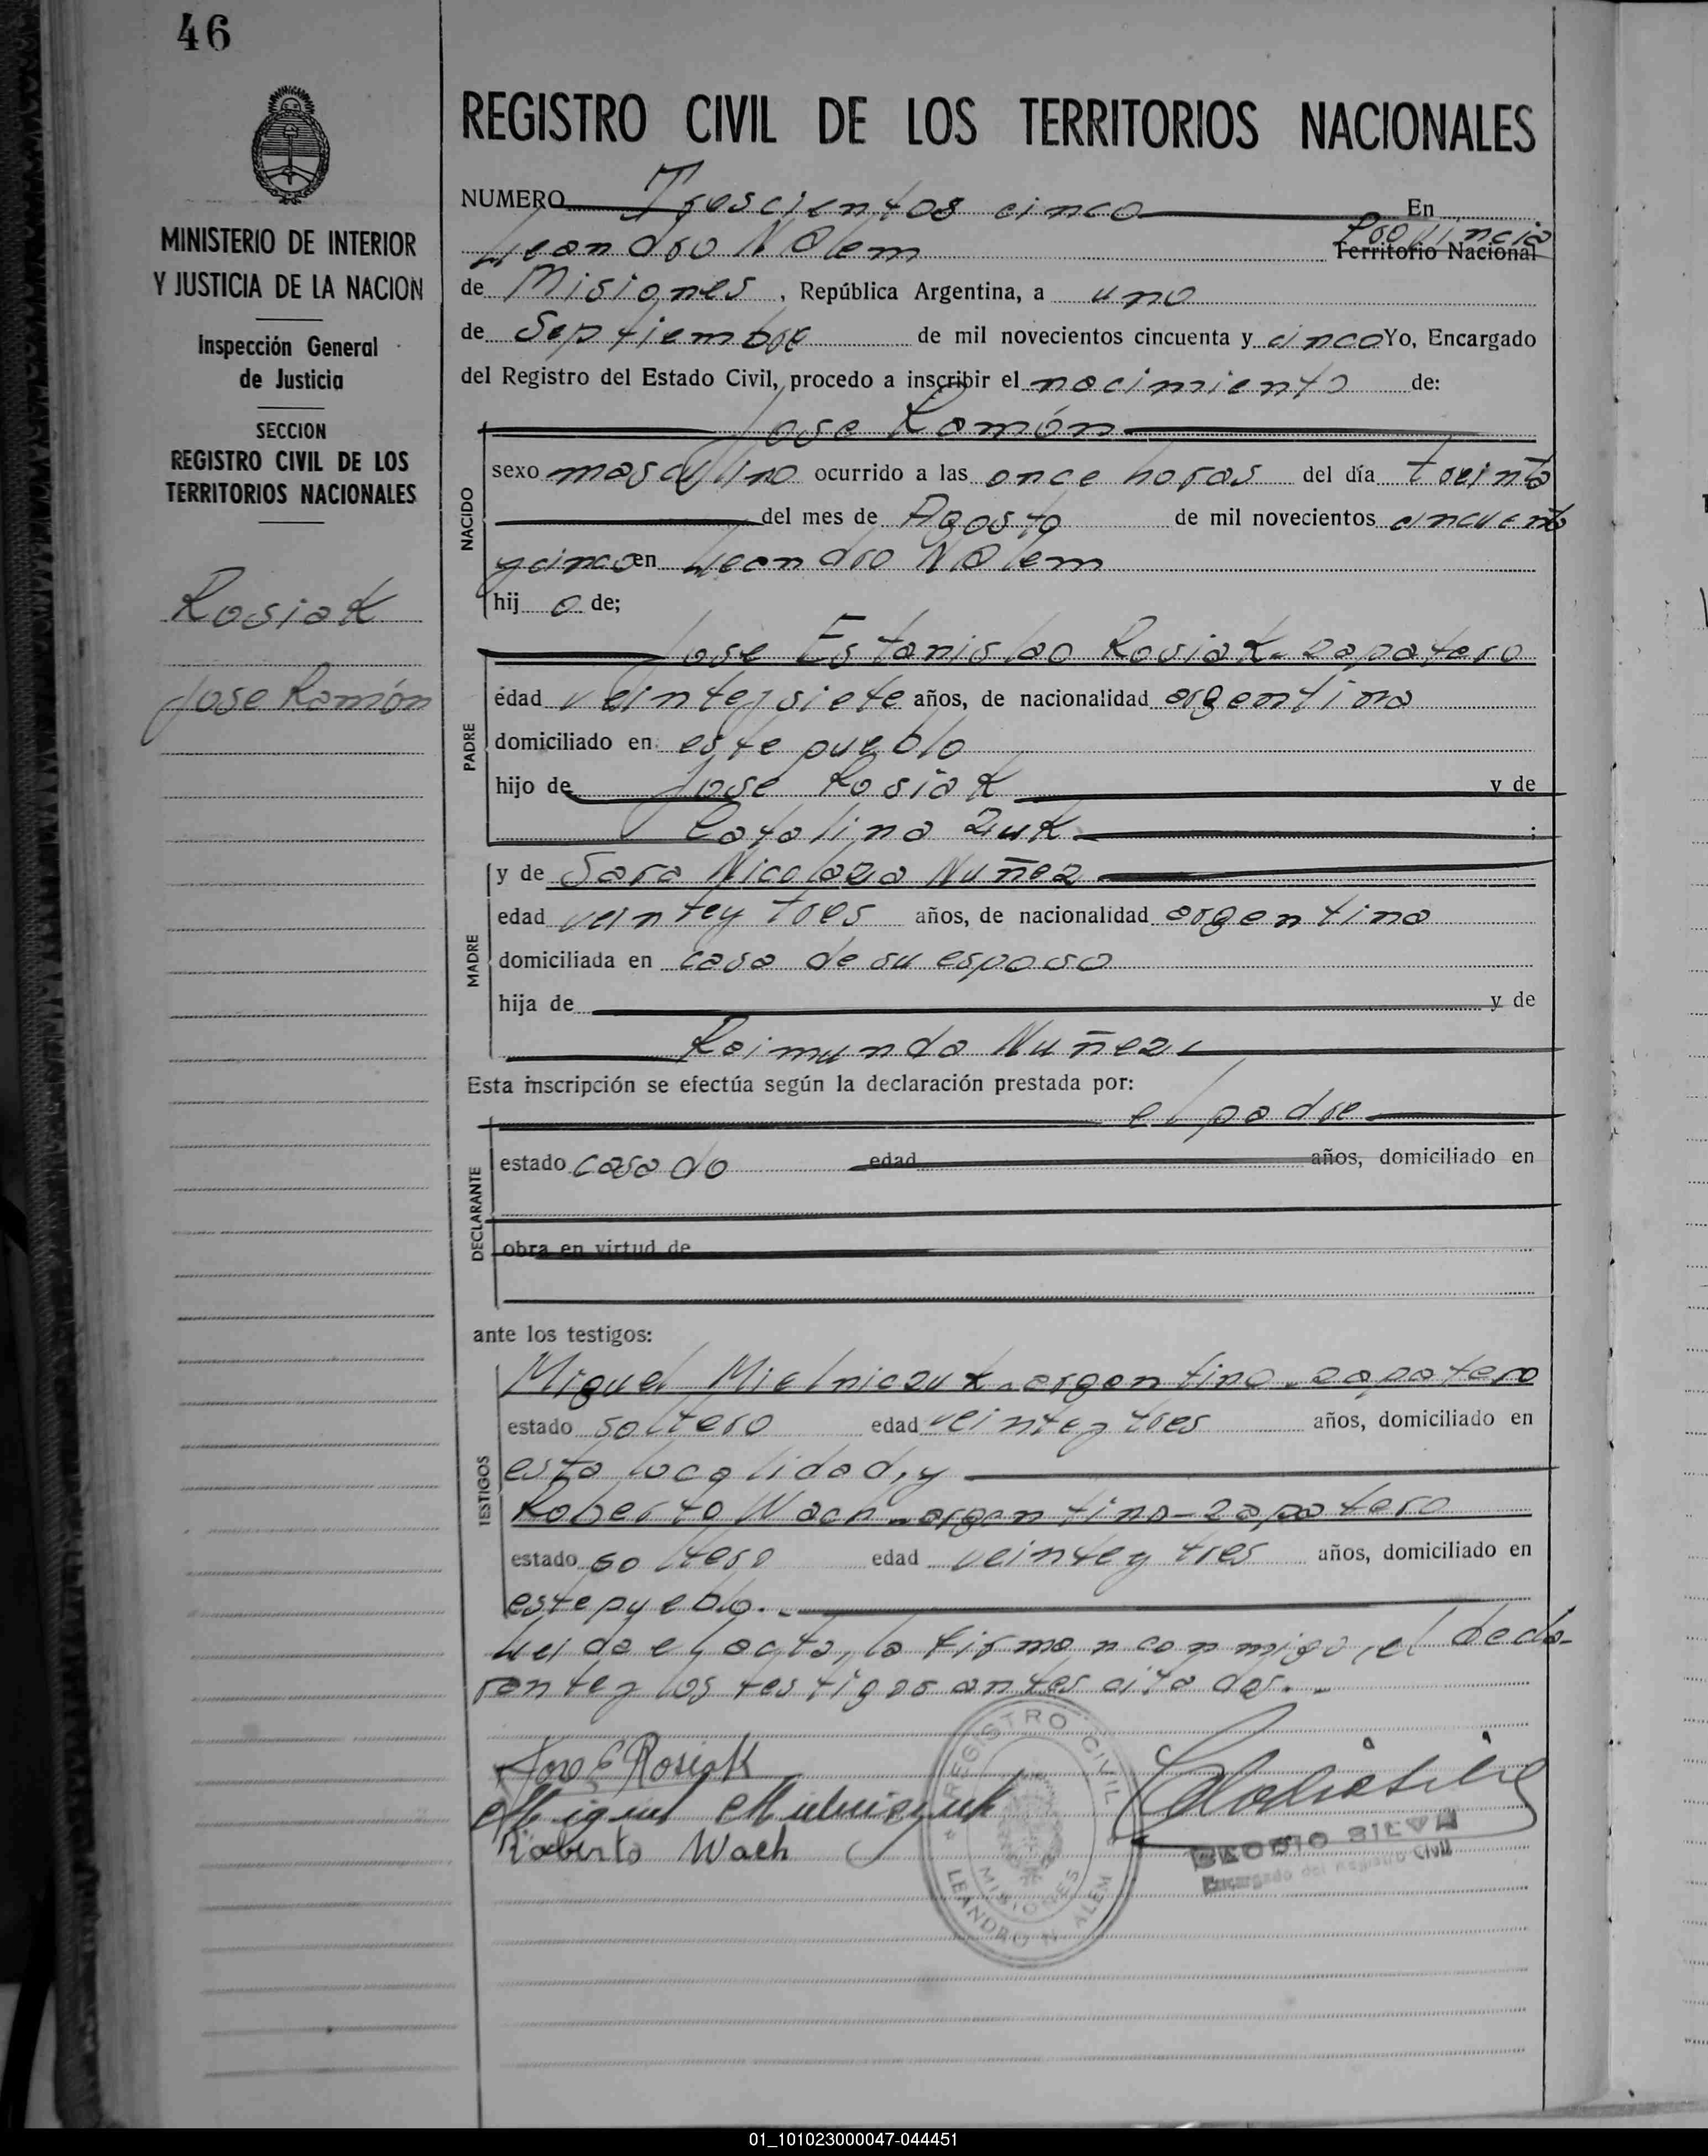 46
REGISTRO CIVIL DE LOS TERRITORIOS NACIONALES
MINISTERIO DE INTERIOR
Y JUSTICIA DE LA NACION
Inspección General
de Justicia
SECCION
REGISTRO CIVIL DE LOS
TERRITORIOS NACIONALES
Rosiak
Jose Ramón
NUMERO Trescientos cinco En
Leandro N Alem Provincia Territorio Nacional
de Misiones, República Argentina, a uno
de Septiembre de mil novecientos cincuenta y cinco Yo, Encargado
del Registro del Estado Civil, procedo a inscribir el nacimiento de:
NACIDO
Jose Ramón
sexo masculino ocurrido a las once horas del día treinta
del mes de Agosto de mil novecientos cincuenta
y cinco en Leandro N Alem
hijo de;
PADRE
Jose Estanislao Rosiak - zapatero
edad veinteysiete años, de nacionalidad argentina
domiciliado en este pueblo
hijo de Jose Rosiak y de
Catalina Zuk ;
MADRE
y de Sara Nicolaza Nuñez
edad veintey tres años, de nacionalidad argentina
domiciliada en casa de su esposo
hija de y de
Raimunda Nuñez
Esta inscripción se efectúa según la declaración prestada por:
DECLARANTE
el padre
estado casado edad años, domiciliado en
obra en virtud de
ante los testigos:
TESTIGOS
Miguel Mielniczuk - argentino - zapatero
estado soltero edad veintey tres años, domiciliado en
esta localidad, y
Roberto Wach - argentino - zapatero
estado soltero edad veintey tres años, domiciliado en
este pueblo. -
Leida el acta, la firman conmigo, el decla-
rante y los testigos antes citados. -
Jose E Rosiak
Miguel Mielniczuk
Roberto Wach
REGISTRO CIVIL
MISIONES
LEANDRO N. ALEM
ELODIO SILVA
Encargado del Registro Civil
01_101023000047-044451